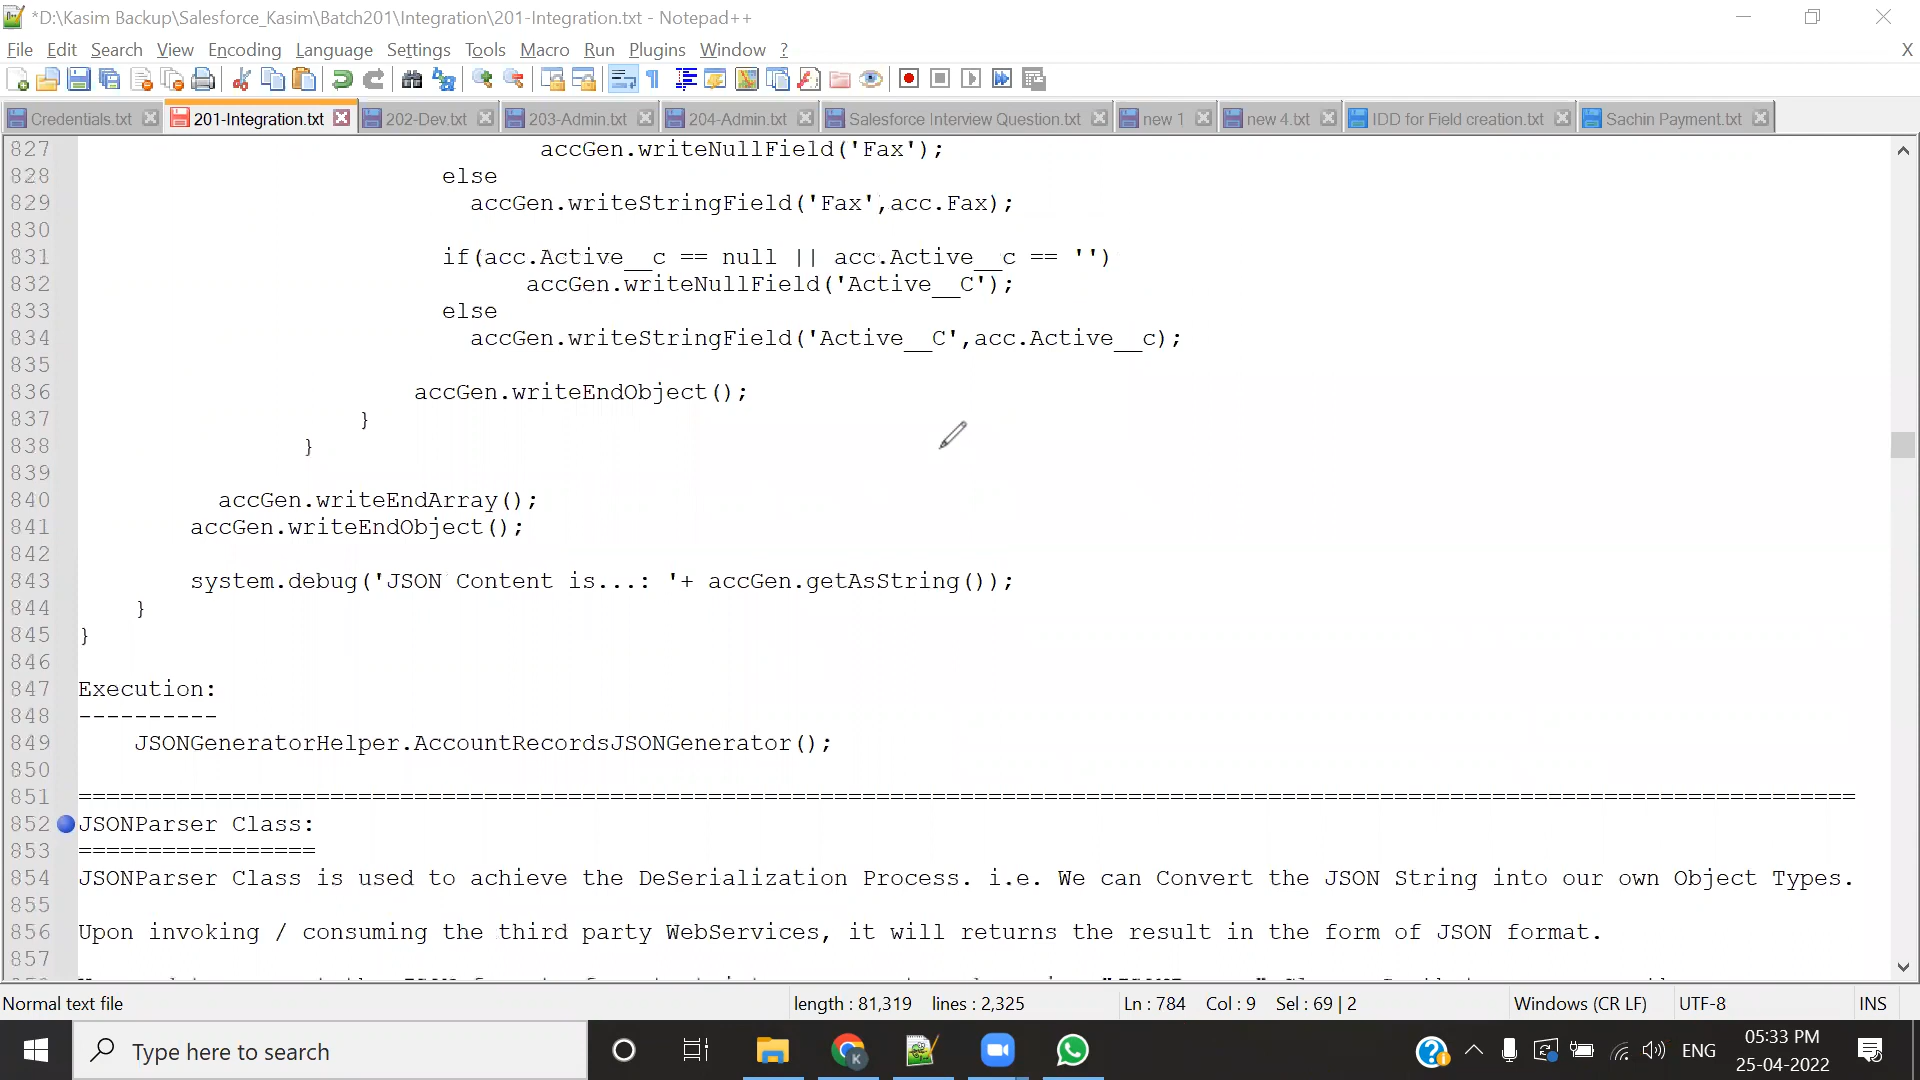 *D:\Kasim Backup\Salesforce_Kasim\Batch201\Integration\201-Integration.txt - Notepad++
File Edit Search View Encoding Language Settings Tools Macro Run Plugins Window ? X
Credentials.txt 201-Integration.txt 202-Dev.txt 203-Admin.txt 204-Admin.txt Salesforce Interview Question.txt new 1 new 4.txt IDD for Field creation.txt Sachin Payment.txt
827 accGen.writeNullField('Fax');
828 else
829 accGen.writeStringField('Fax',acc.Fax);
830
831 if(acc.Active__c == null || acc.Active__c == '')
832 accGen.writeNullField('Active__C');
833 else
834 accGen.writeStringField('Active__C',acc.Active__c);
835
836 accGen.writeEndObject();
837 }
838 }
839
840 accGen.writeEndArray();
841 accGen.writeEndObject();
842
843 system.debug('JSON Content is...: '+ accGen.getAsString());
844 }
845 }
846
847 Execution:
848 ----------
849 JSONGeneratorHelper.AccountRecordsJSONGenerator();
850
851 ===============================================================================================================================
852 JSONParser Class:
853 =================
854 JSONParser Class is used to achieve the DeSerialization Process. i.e. We can Convert the JSON String into our own Object Types.
855
856 Upon invoking / consuming the third party WebServices, it will returns the result in the form of JSON format.
857
Normal text file length : 81,319 lines : 2,325 Ln : 784 Col : 9 Sel : 69 | 2 Windows (CR LF) UTF-8 INS
Type here to search ENG 05:33 PM
25-04-2022